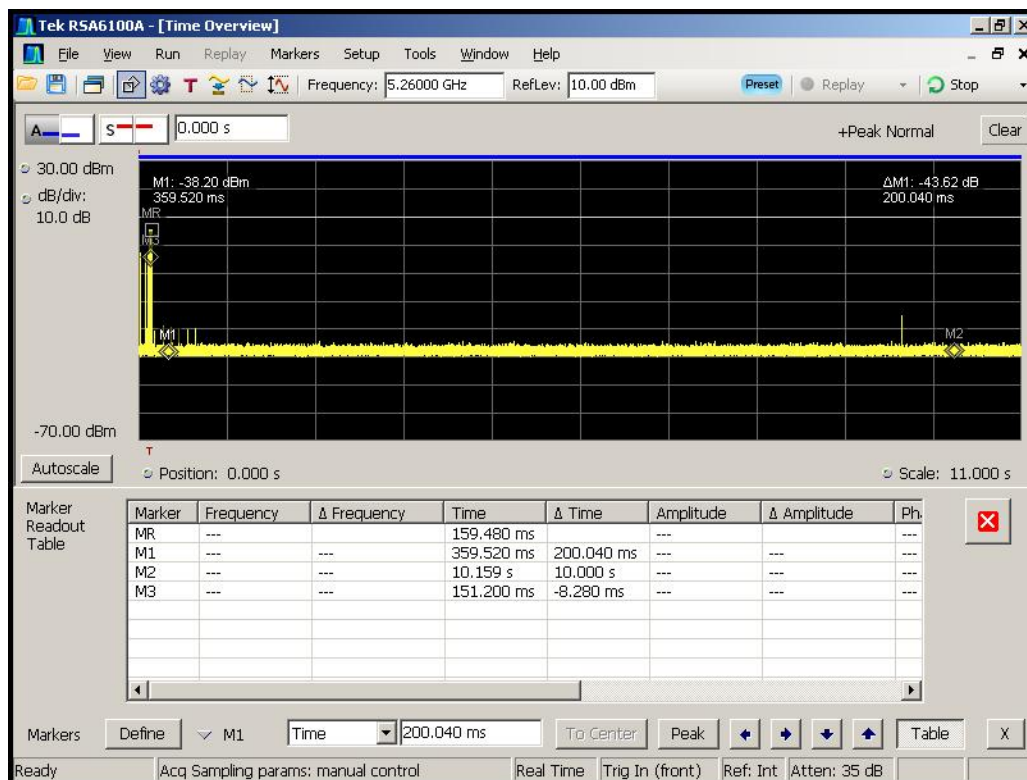 Tek RSA6100A - [Time Overview]
File View Run Replay Markers Setup Tools Window Help
T Frequency: 5.26000 GHz RefLev: 10.00 dBm Preset Replay Stop
A S 0.000 s +Peak Normal Clear
30.00 dBm
dB/div:
10.0 dB
M1: -38.20 dBm
359.520 ms
ΔM1: -43.62 dB
200.040 ms
MR
M3
M1
M2
-70.00 dBm
T
Autoscale Position: 0.000 s Scale: 11.000 s
Marker
Readout
Table
Marker Frequency Δ Frequency Time Δ Time Amplitude Δ Amplitude Ph
MR --- 159.480 ms --- ---
M1 --- --- 359.520 ms 200.040 ms --- --- ---
M2 --- --- 10.159 s 10.000 s --- --- ---
M3 --- --- 151.200 ms -8.280 ms --- --- ---
Markers Define M1 Time 200.040 ms To Center Peak Table X
Ready Acq Sampling params: manual control Real Time Trig In (front) Ref: Int Atten: 35 dB